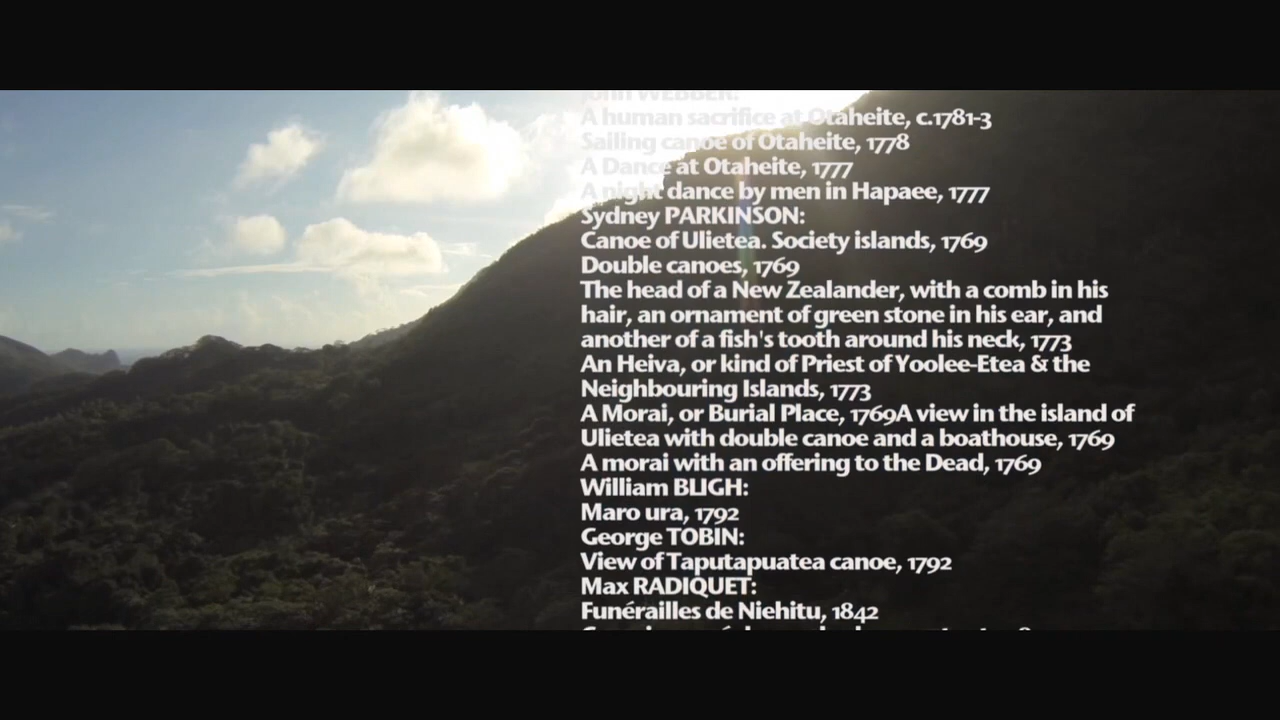 John WEBBER:
A human sacrifice at Otaheite, c.1781-3
Sailing canoe of Otaheite, 1778
A Dance at Otaheite, 1777
A night dance by men in Hapaee, 1777
Sydney PARKINSON:
Canoe of Ulietea. Society islands, 1769
Double canoes, 1769
The head of a New Zealander, with a comb in his
hair, an ornament of green stone in his ear, and
another of a fish's tooth around his neck, 1773
An Heiva, or kind of Priest of Yoolee-Etea & the
Neighbouring Islands, 1773
A Morai, or Burial Place, 1769A view in the island of
Ulietea with double canoe and a boathouse, 1769
A morai with an offering to the Dead, 1769
William BLIGH:
Maro ura, 1792
George TOBIN:
View of Taputapuatea canoe, 1792
Max RADIQUET:
Funérailles de Niehitu, 1842